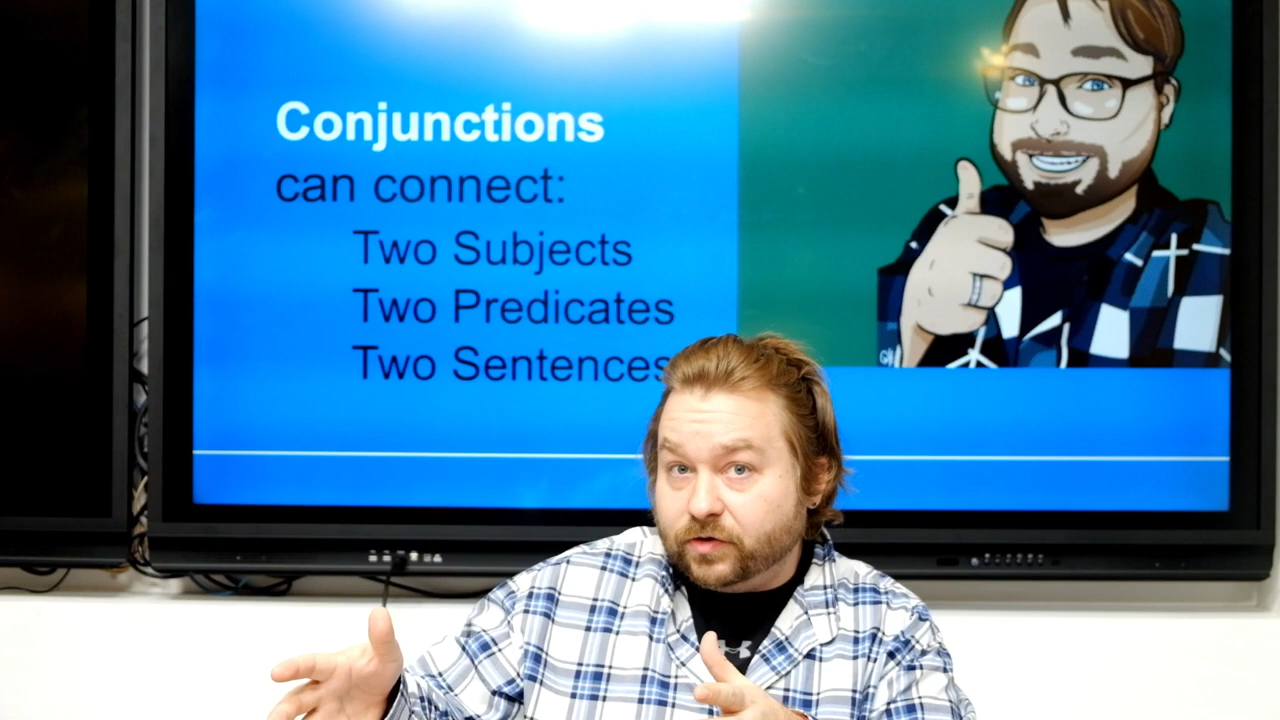 Conjunctions
can connect:
Two Subjects
Two Predicates
Two Sentences